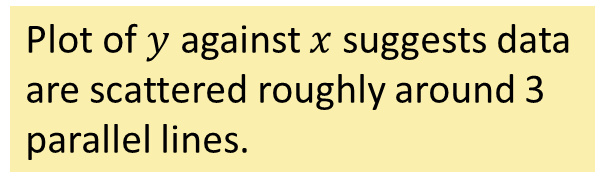 Plot of y against x suggests data
are scattered roughly around 3
parallel lines.